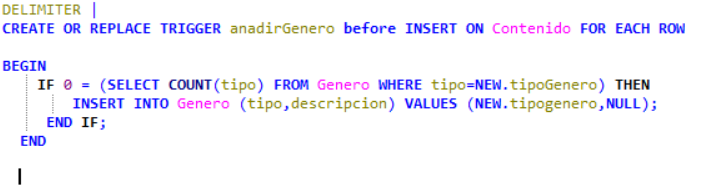 DELIMITER |
CREATE OR REPLACE TRIGGER anadirGenero before INSERT ON Contenido FOR EACH ROW
BEGIN
IF 0 = (SELECT COUNT(tipo) FROM Genero WHERE tipo=NEW.tipoGenero) THEN
INSERT INTO Genero (tipo,descripcion) VALUES (NEW.tipogenero,NULL);
END IF;
END
|